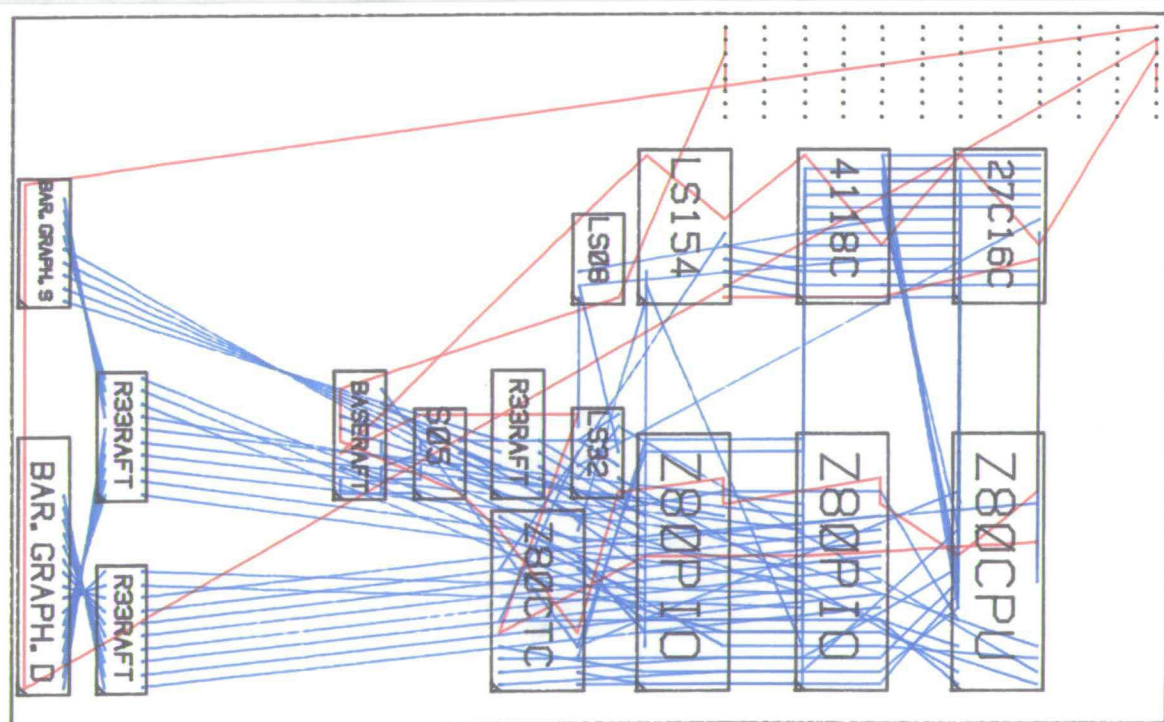 BAR. GRAPH. S
BAR. GRAPH. D
R33RAFT
R33RAFT
BASERAFT
S05
R33RAFT
Z80CTC
LS08
LS32
LS154
Z80PIO
4118C
Z80PIO
27C16C
Z80CPU